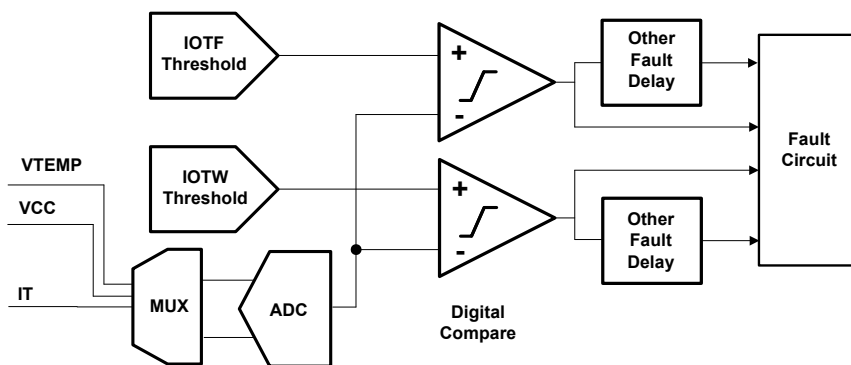 IOTF
Threshold
+
-
Other
Fault
Delay
Fault
Circuit
IOTW
Threshold
+
-
Other
Fault
Delay
VTEMP
VCC
IT
MUX
ADC
Digital
Compare